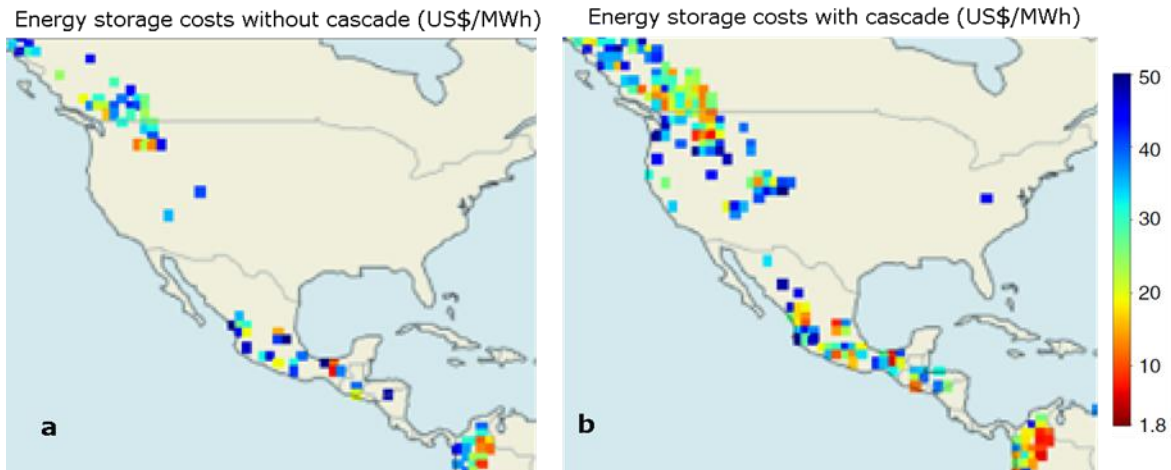 Energy storage costs without cascade (US$/MWh)
Energy storage costs with cascade (US$/MWh)
50
40
30
20
10
1.8
a
b